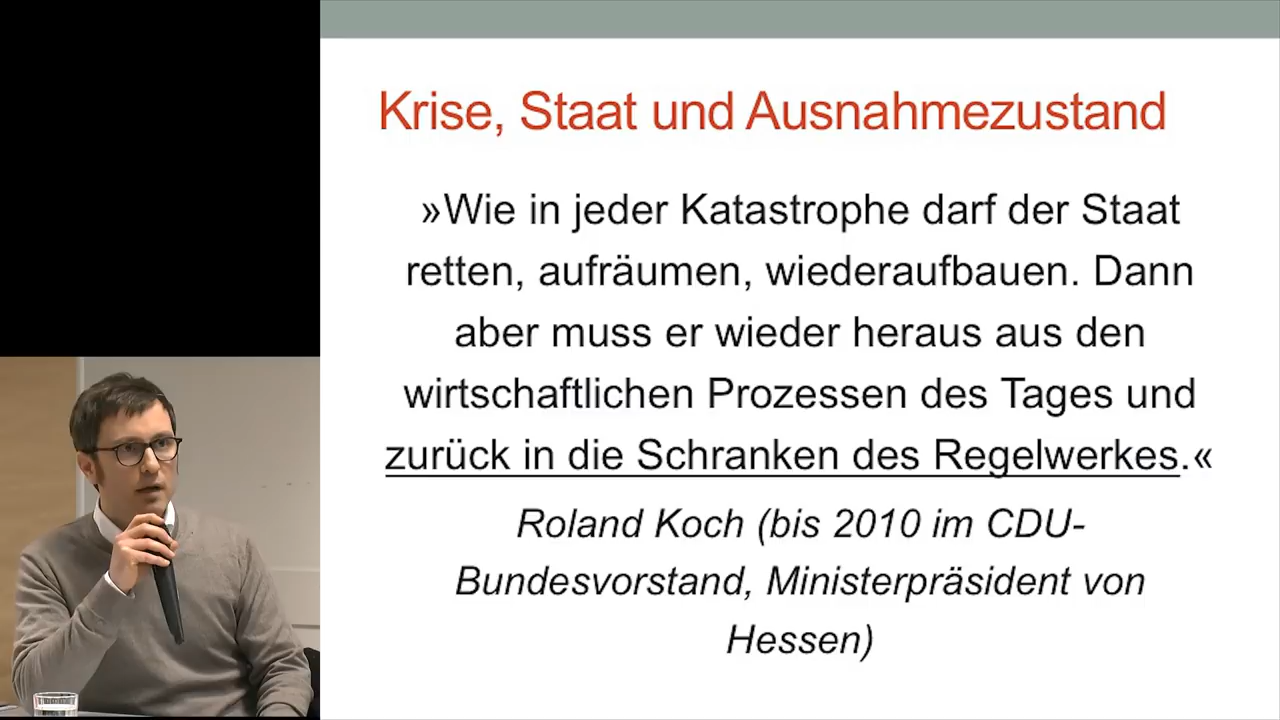 Krise, Staat und Ausnahmezustand
»Wie in jeder Katastrophe darf der Staat
retten, aufräumen, wiederaufbauen. Dann
aber muss er wieder heraus aus den
wirtschaftlichen Prozessen des Tages und
zurück in die Schranken des Regelwerkes.«
Roland Koch (bis 2010 im CDU-
Bundesvorstand, Ministerpräsident von
Hessen)